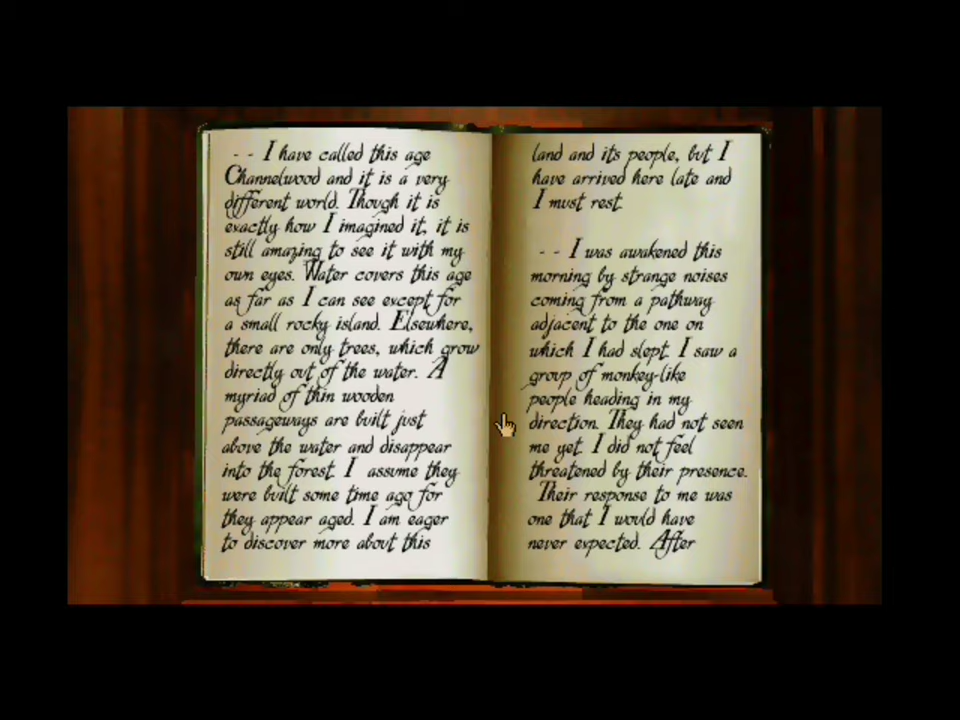 - - I have called this age
Channelwood and it is a very
different world. Though it is
exactly how I imagined it, it is
still amazing to see it with my
own eyes. Water covers this age
as far as I can see except for
a small rocky island. Elsewhere,
there are only trees, which grow
directly out of the water. A
myriad of thin wooden
passageways are built just
above the water and disappear
into the forest. I assume they
were built some time ago for
they appear aged. I am eager
to discover more about this
land and its people, but I
have arrived here late and
I must rest.
- - I was awakened this
morning by strange noises
coming from a pathway
adjacent to the one on
which I had slept. I saw a
group of monkey-like
people heading in my
direction. They had not seen
me yet. I did not feel
threatened by their presence.
Their response to me was
one that I would have
never expected. After